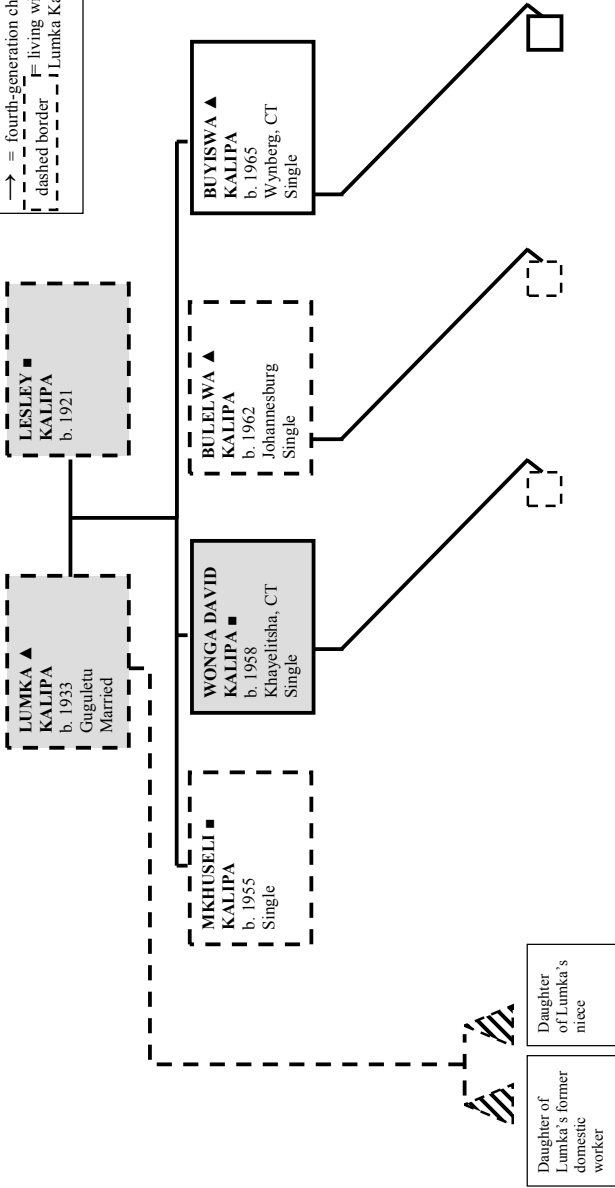 → = fourth-generation
dashed border = living
Lumka
LUMKA ▲
KALIPA
b. 1933
Guguletu
Married
LESLEY ■
KALIPA
b. 1921
MKHUSELI ■
KALIPA
b. 1955
Single
WONGA DAVID
KALIPA ■
b. 1958
Khayelitsha, CT
Single
BULELWA ▲
KALIPA
b. 1962
Johannesburg
Single
BUYISWA ▲
KALIPA
b. 1965
Wynberg, CT
Single
Daughter of
Lumka's former
domestic
worker
Daughter
of Lumka's
niece